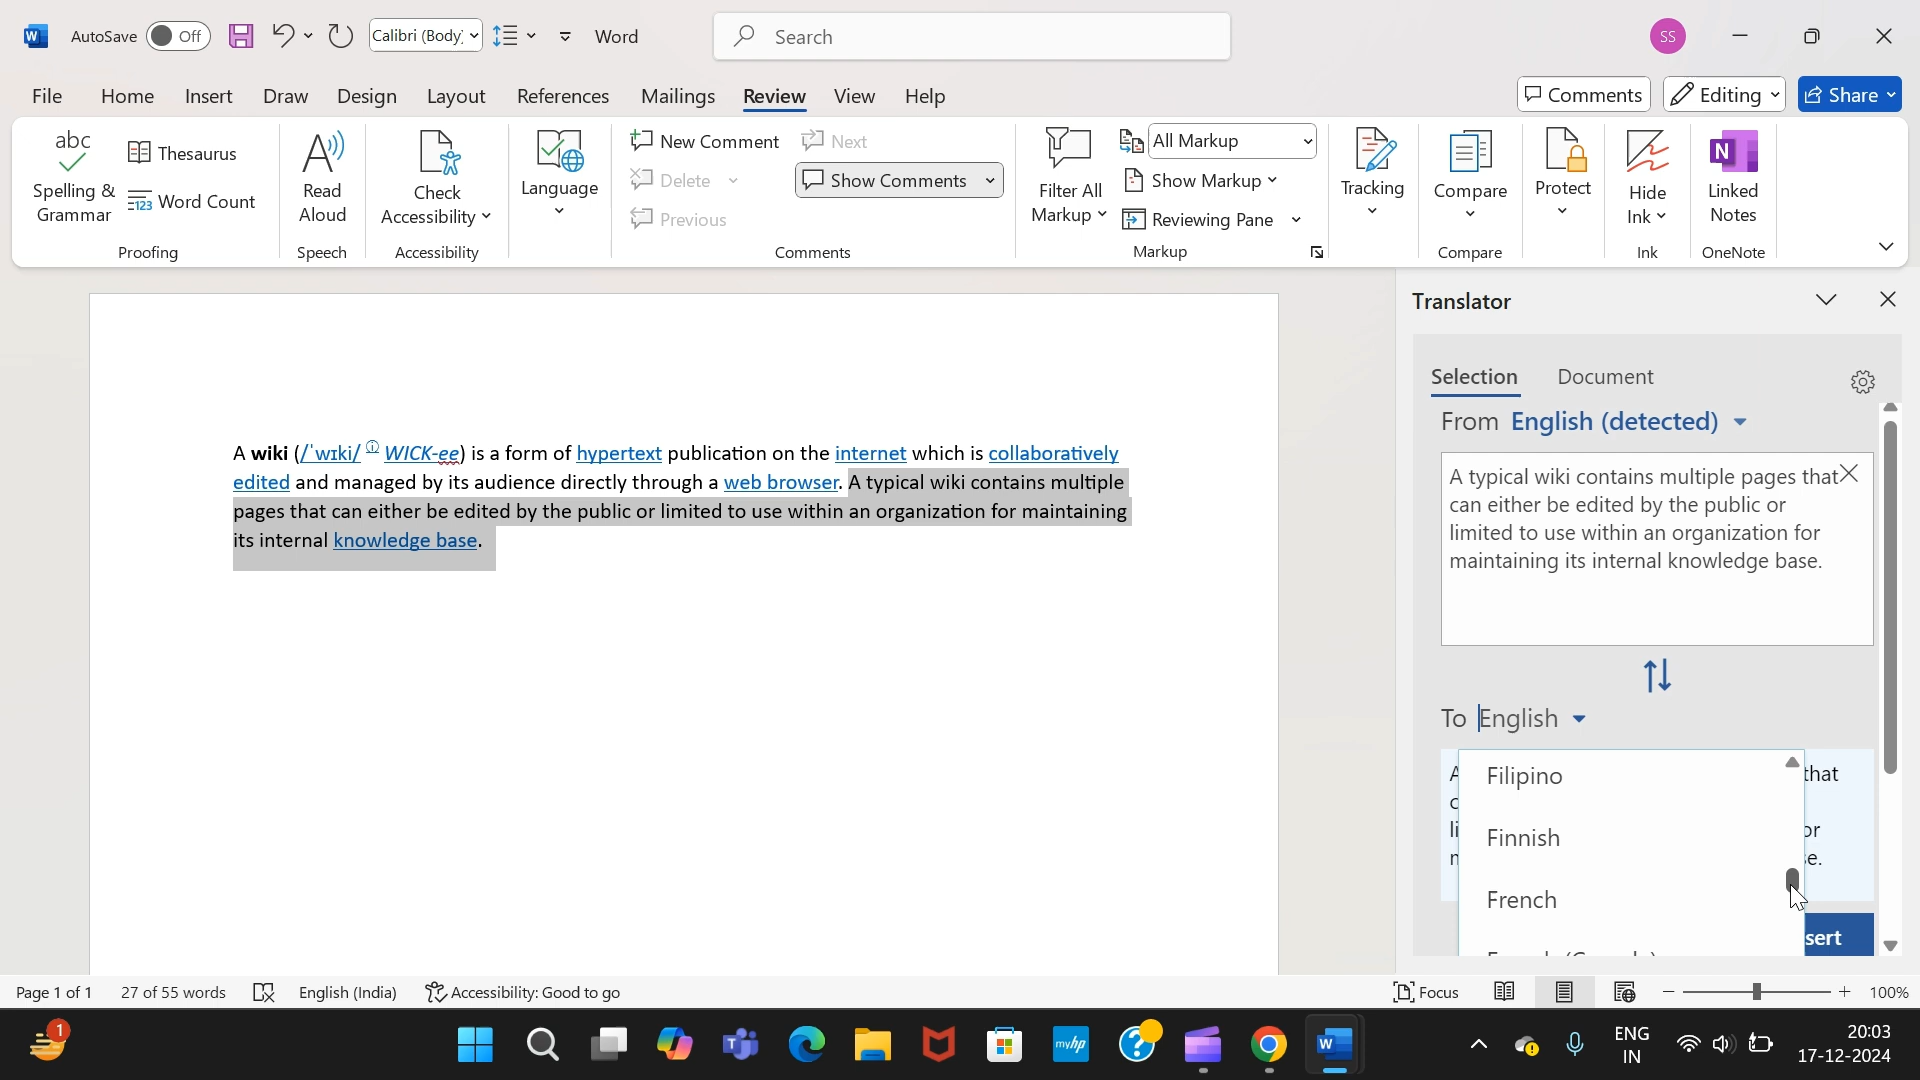 AutoSave Off Calibri (Body) Word Search SS
File Home Insert Draw Design Layout References Mailings Review View Help Comments Editing Share
abc
Spelling &
Grammar
Thesaurus
123 Word Count
Proofing
A
Read
Aloud
Speech
Check
Accessibility
Accessibility
Language
New Comment
Delete
Previous
Next
Show Comments
Comments
Filter All
Markup
All Markup
Show Markup
Reviewing Pane
Markup
Tracking
Compare
Compare
Protect
Hide
Ink
Ink
N
Linked
Notes
OneNote
A wiki (/ˈwɪki/ ⓘ WICK-ee) is a form of hypertext publication on the internet which is collaboratively
edited and managed by its audience directly through a web browser. A typical wiki contains multiple
pages that can either be edited by the public or limited to use within an organization for maintaining
its internal knowledge base.
Translator
Selection Document
From English (detected)
A typical wiki contains multiple pages that
can either be edited by the public or
limited to use within an organization for
maintaining its internal knowledge base.
To English
Filipino
Finnish
French
that
or
se.
sert
Page 1 of 1 27 of 55 words English (India) Accessibility: Good to go Focus 100%
1
myhp
W
ENG
IN
20:03
17-12-2024